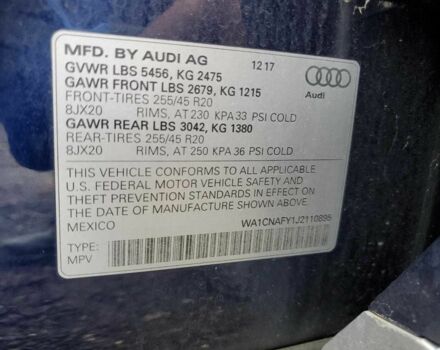 MFD. BY AUDI AG 12 17
GVWR LBS 5456, KG 2475
GAWR FRONT LBS 2679, KG 1215
FRONT-TIRES 255/45 R20
8JX20 RIMS, AT 230 KPA 33 PSI COLD
GAWR REAR LBS 3042, KG 1380
REAR-TIRES 255/45 R20
8JX20 RIMS, AT 250 KPA 36 PSI COLD
Audi
THIS VEHICLE CONFORMS TO ALL APPLICABLE
U.S. FEDERAL MOTOR VEHICLE SAFETY AND
THEFT PREVENTION STANDARDS IN EFFECT ON
THE DATE OF MANUFACTURE SHOWN ABOVE.
MEXICO WA1CNAFY1J2110895
TYPE:
MPV